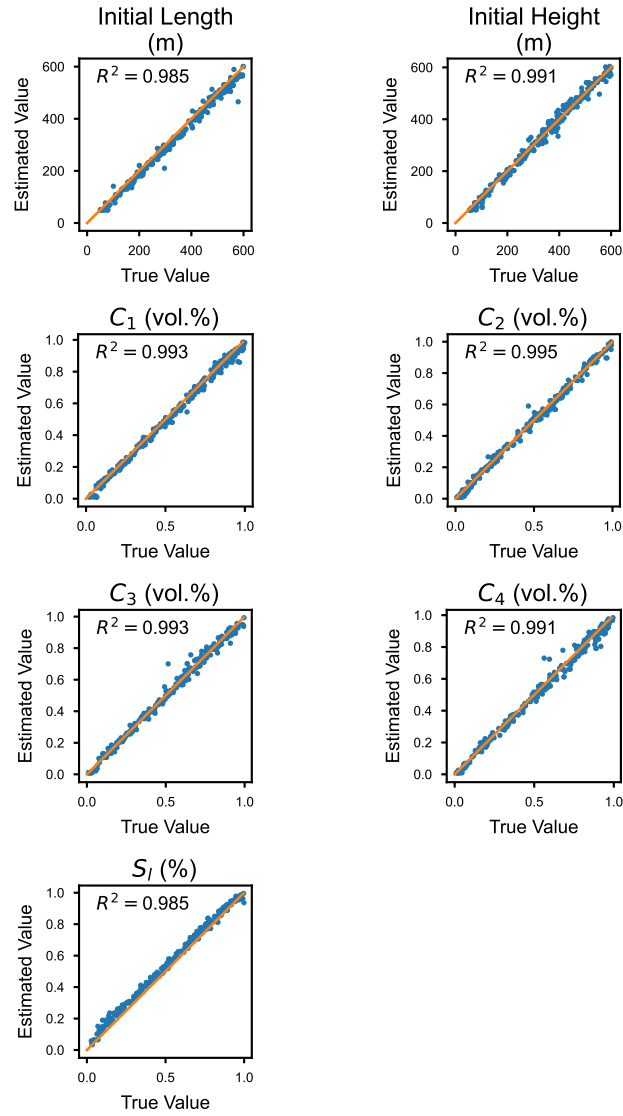 Initial Length
(m)
R² = 0.985
Estimated Value
600
400
200
0
0 200 400 600
True Value
Initial Height
(m)
R² = 0.991
Estimated Value
600
400
200
0
0 200 400 600
True Value
C₁ (vol.%)
R² = 0.993
Estimated Value
1.0
0.8
0.6
0.4
0.2
0.0
0.0 0.5 1.0
True Value
C₂ (vol.%)
R² = 0.995
Estimated Value
1.0
0.8
0.6
0.4
0.2
0.0
0.0 0.5 1.0
True Value
C₃ (vol.%)
R² = 0.993
Estimated Value
1.0
0.8
0.6
0.4
0.2
0.0
0.0 0.5 1.0
True Value
C₄ (vol.%)
R² = 0.991
Estimated Value
1.0
0.8
0.6
0.4
0.2
0.0
0.0 0.5 1.0
True Value
Sₗ (%)
R² = 0.985
Estimated Value
1.0
0.8
0.6
0.4
0.2
0.0
0.0 0.5 1.0
True Value